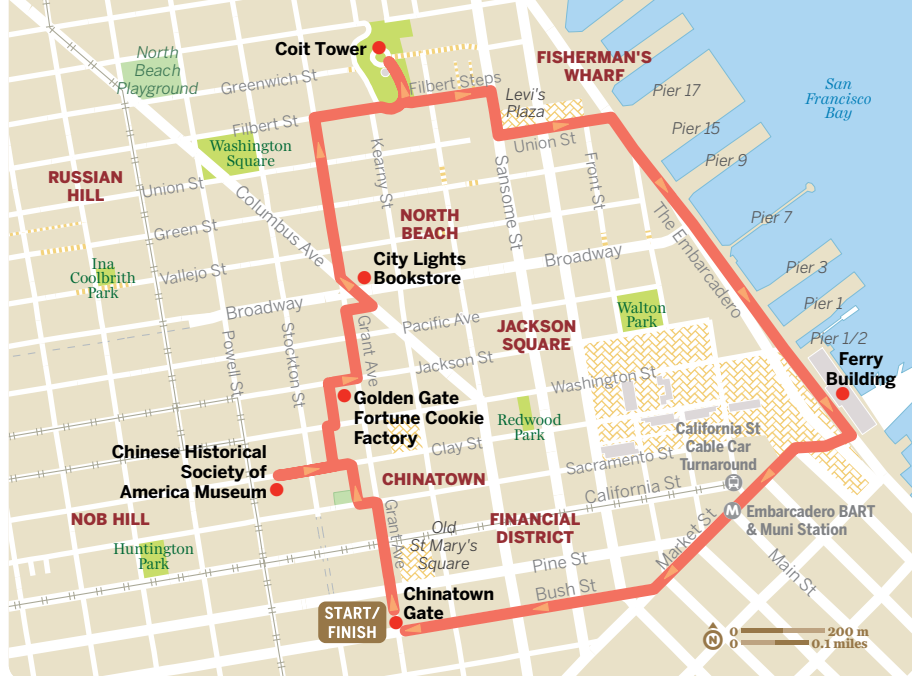 Coit Tower
North
Beach
Playground
Greenwich St
Filbert Steps
FISHERMAN'S
WHARF
Levi's
Plaza
Pier 17
San
Francisco
Bay
Filbert St
Washington
Square
Pier 15
Union St
Pier 9
RUSSIAN
HILL
Union St
Kearny St
Sansome St
Front St
Columbus Ave
Green St
NORTH
BEACH
The Embarcadero
Pier 7
City Lights
Bookstore
Broadway
Ina
Coolbrith
Park
Vallejo St
Pier 3
Broadway
Pacific Ave
Walton
Park
Pier 1
JACKSON
SQUARE
Pier 1/2
Powell St
Stockton St
Grant Ave
Jackson St
Ferry
Building
Washington St
Golden Gate
Fortune Cookie
Factory
Redwood
Park
California St
Cable Car
Turnaround
Clay St
Chinese Historical
Society of
America Museum
Sacramento St
CHINATOWN
California St
NOB HILL
Grant Ave
FINANCIAL
DISTRICT
M
Embarcadero BART
& Muni Station
Old
St Mary's
Square
Market St
Huntington
Park
Pine St
Main St
Bush St
Chinatown
Gate
START/
FINISH
N
0 200 m
0 0.1 miles